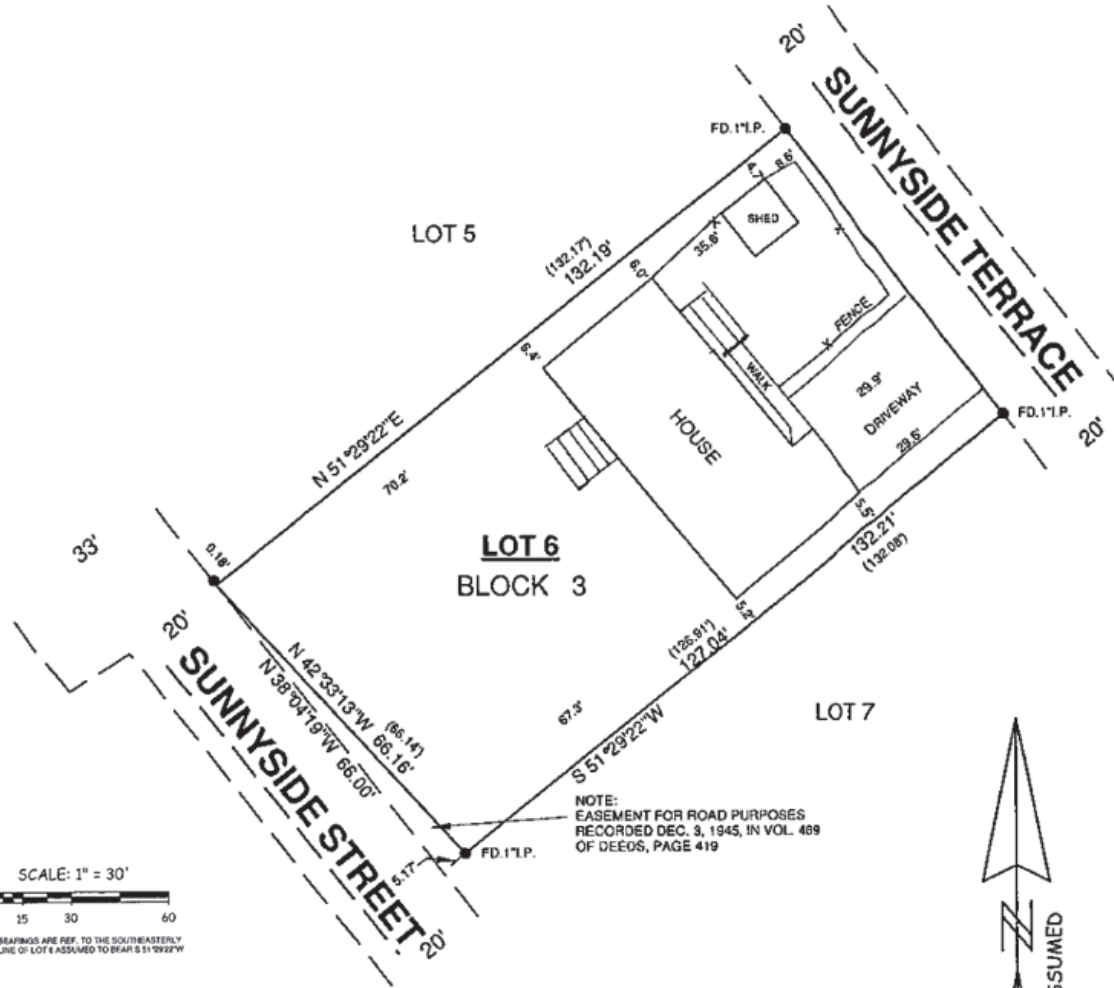 20'
SUNNYSIDE TERRACE
20'
FD.1"I.P.
4.7
8.6'
SHED
LOT 5
(132.17')
132.19'
35.6'
6.0'
6.4'
FENCE
WALK
29.9'
DRIVEWAY
29.6'
FD.1"I.P.
HOUSE
N 51°29'22"E
70.2'
5.5'
132.21'
(132.08')
33'
0.18'
LOT 6
BLOCK 3
5.2'
20'
SUNNYSIDE STREET
20'
N 42°33'13"W 66.16'
(66.14')
N 38°04'19"W 66.00'
(126.91')
127.04'
67.3'
S 51°29'22"W
LOT 7
NOTE:
EASEMENT FOR ROAD PURPOSES
RECORDED DEC. 3, 1945, IN VOL. 489
OF DEEDS, PAGE 419
FD.1"I.P.
5.17'
SCALE: 1" = 30'
15 30 60
BEARINGS ARE REF. TO THE SOUTHEASTERLY
LINE OF LOT 6 ASSUMED TO BEAR S 51°29'22"W
N
SSUMED